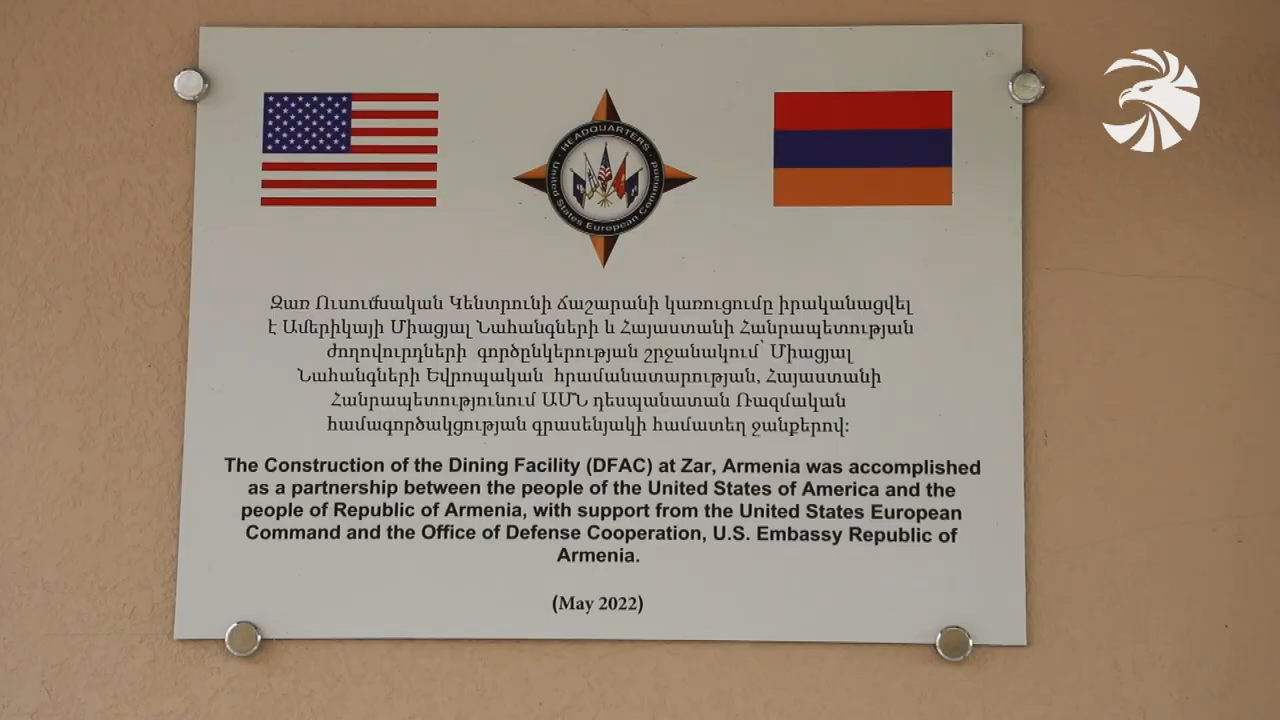 HEADQUARTERS
United States European Command
Զառ Ուսումնական Կենտրոնի ճաշարանի կառուցումը իրականացվել
է Ամերիկայի Միացյալ Նահանգների և Հայաստանի Հանրապետության
ժողովուրդների գործընկերության շրջանակում՝ Միացյալ
Նահանգների Եվրոպական հրամանատարության, Հայաստանի
Հանրապետությունում ԱՄՆ դեսպանատան Ռազմական
համագործակցության գրասենյակի համատեղ ջանքերով։
The Construction of the Dining Facility (DFAC) at Zar, Armenia was accomplished
as a partnership between the people of the United States of America and the
people of Republic of Armenia, with support from the United States European
Command and the Office of Defense Cooperation, U.S. Embassy Republic of
Armenia.
(May 2022)